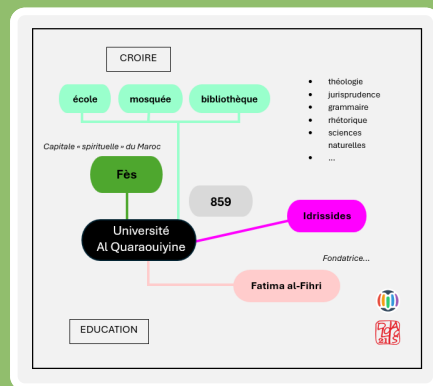 CROIRE
école
mosquée
bibliothèque
• théologie
• jurisprudence
• grammaire
• rhétorique
• sciences
naturelles
• ...
Capitale « spirituelle » du Maroc
Fès
859
Idrissides
Université
Al Quaraouiyine
Fondatrice...
Fatima al-Fihri
EDUCATION